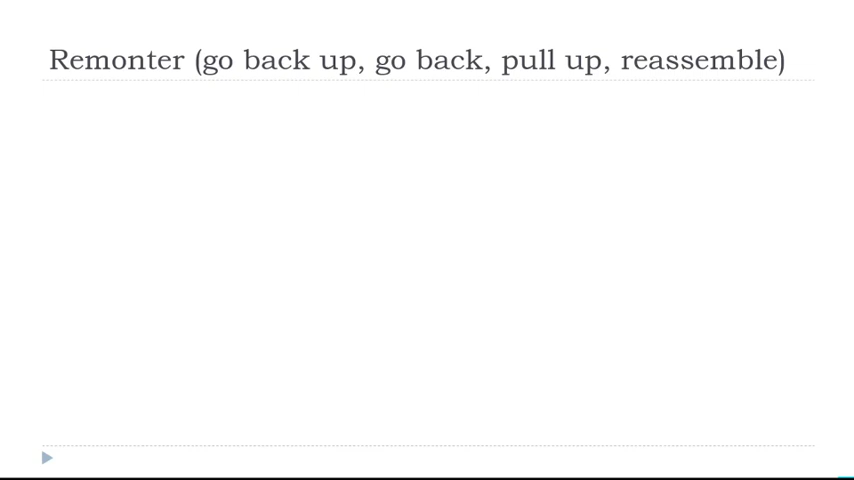 Remonter (go back up, go back, pull up, reassemble)